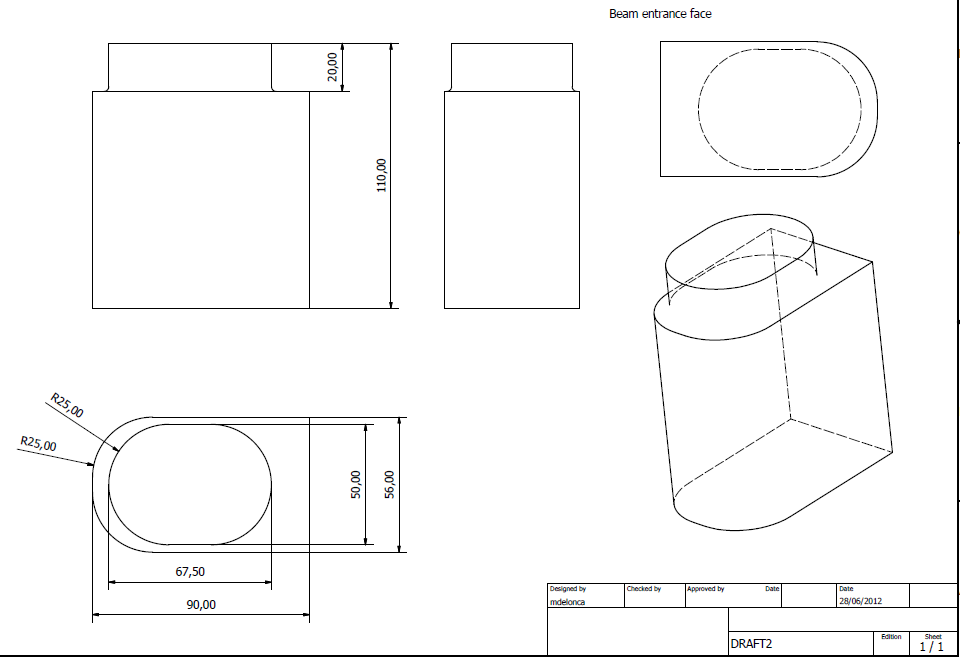 Beam entrance face
20,00
110,00
R25,00
R25,00
50,00
56,00
67,50
90,00
Designed by
mdelonca
Checked by
Approved by
Date
Date
28/06/2012
DRAFT2
Edition
Sheet
1 / 1